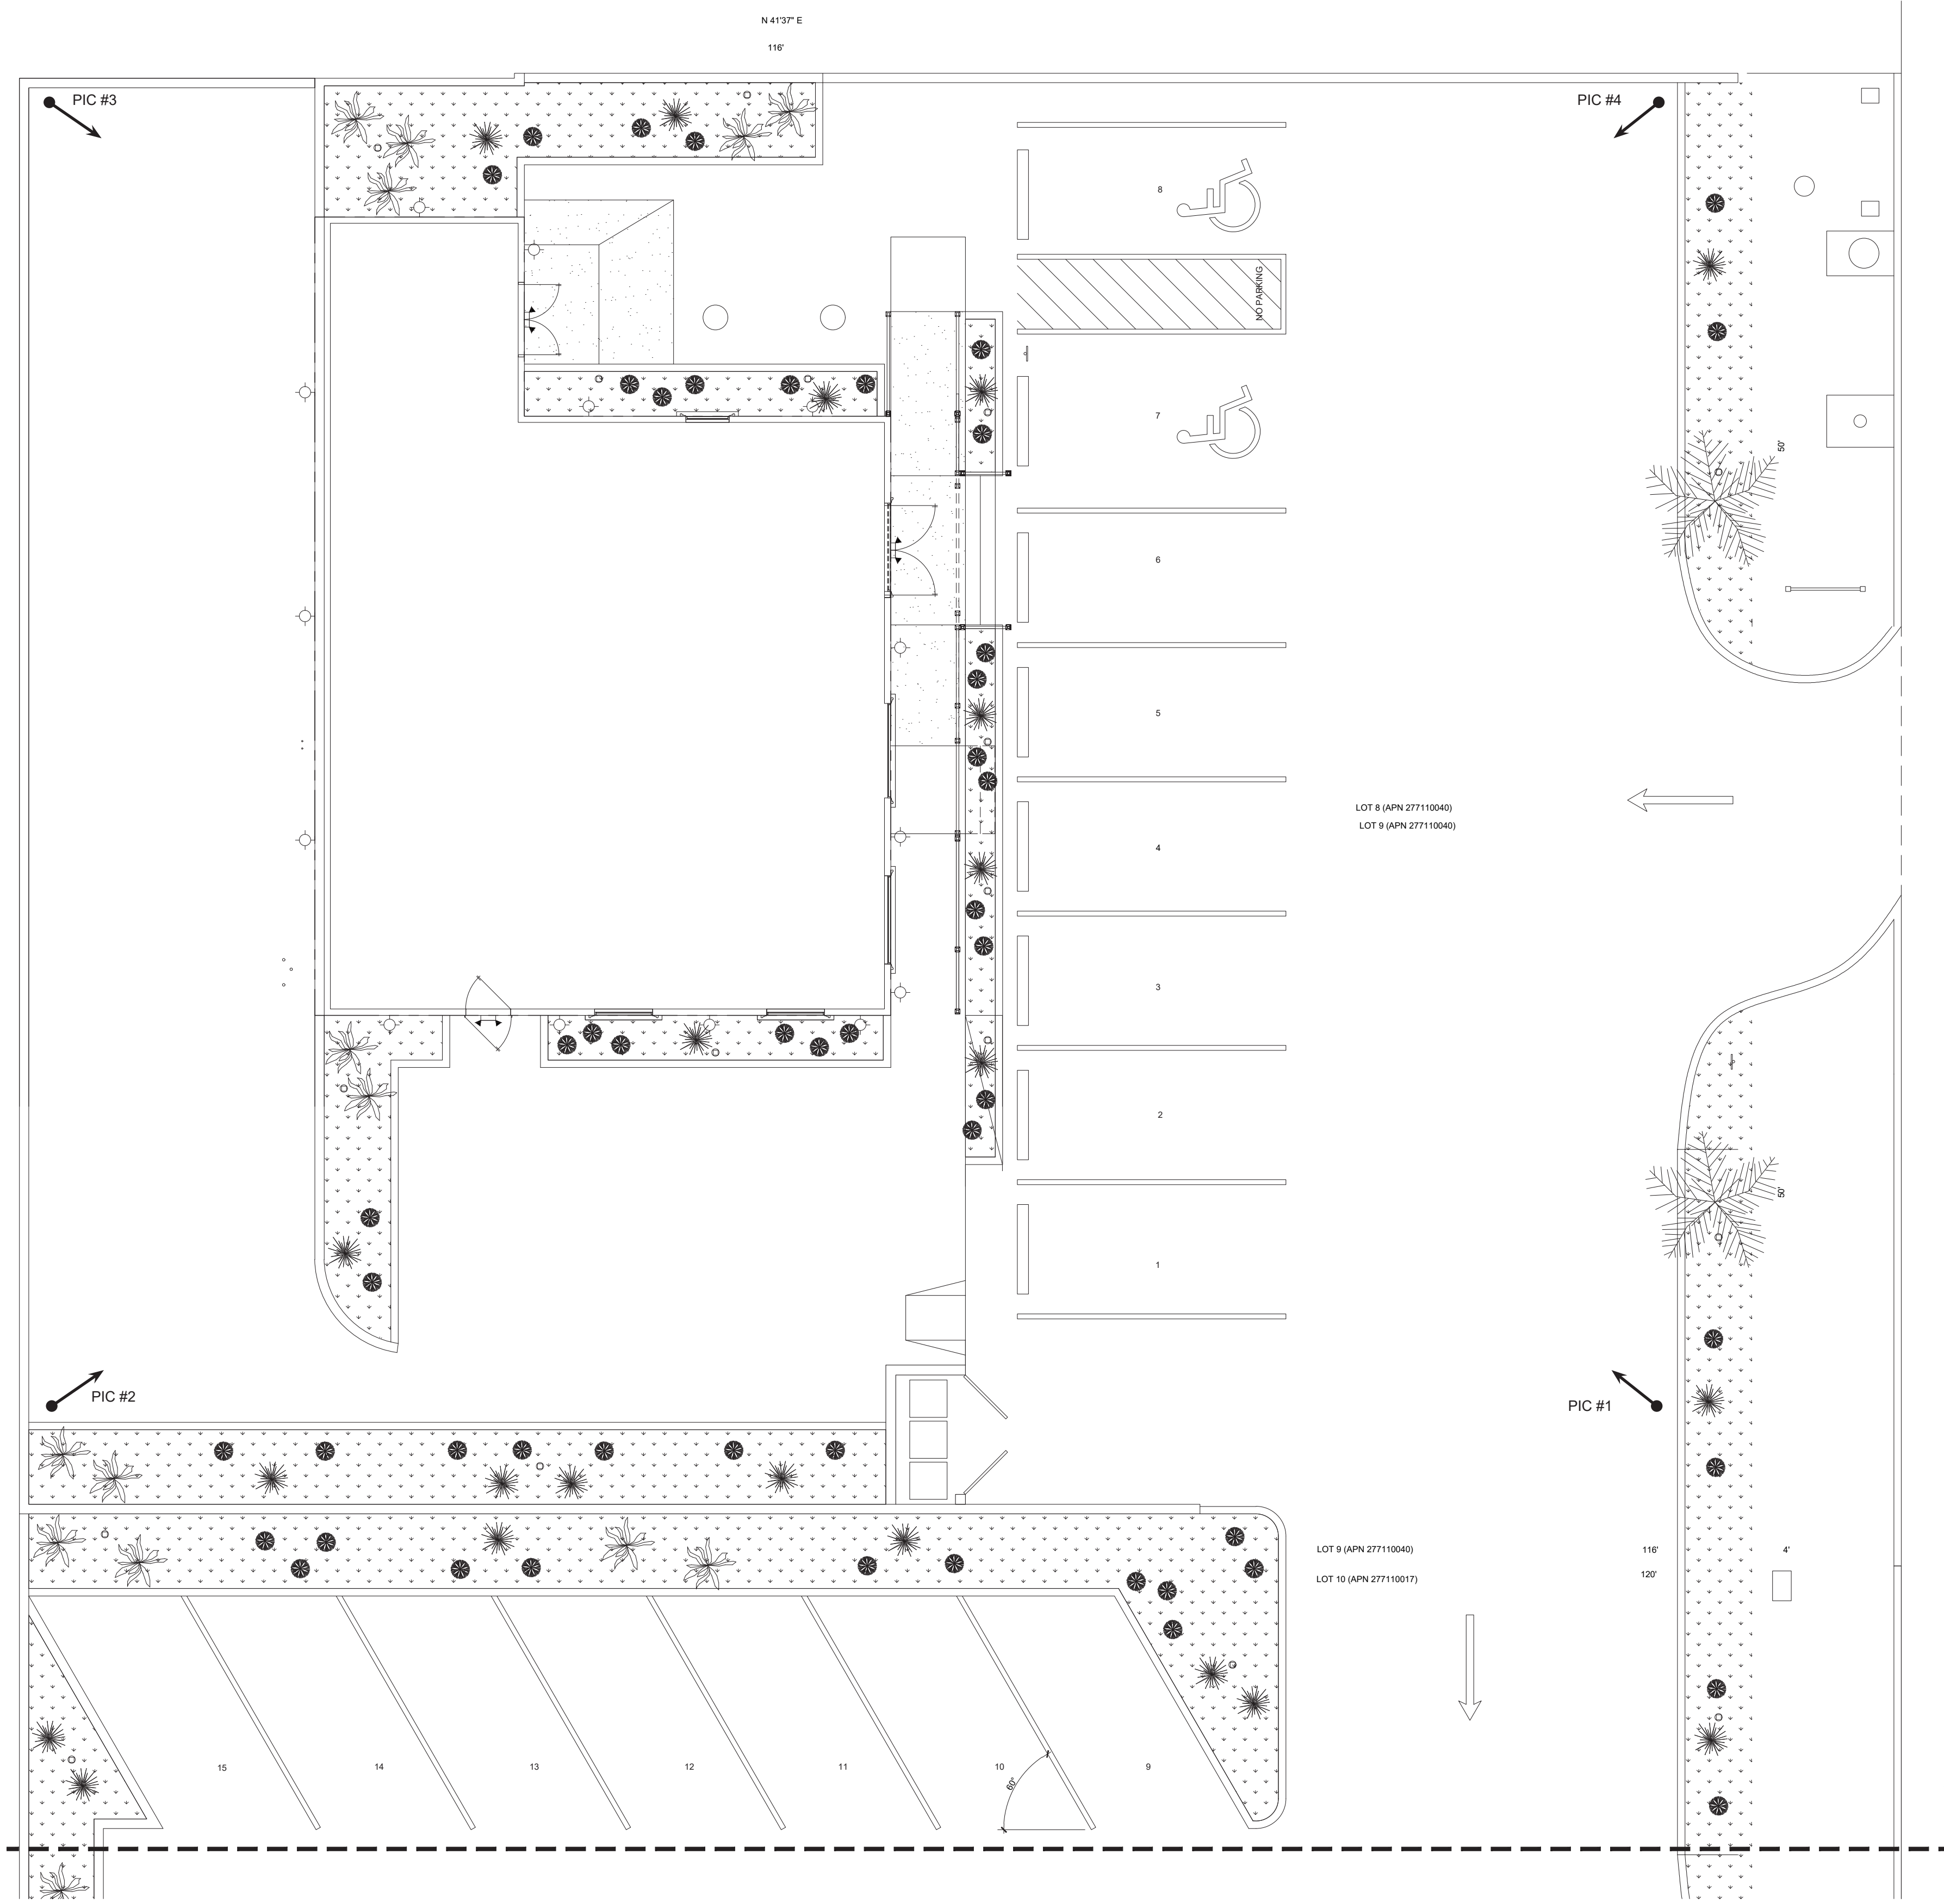 N 41'37" E
116'
PIC #3
PIC #4
8
NO PARKING
7
50'
6
5
LOT 8 (APN 277110040)
LOT 9 (APN 277110040)
4
3
2
50'
1
PIC #2
PIC #1
LOT 9 (APN 277110040)
116'
4'
LOT 10 (APN 277110017)
120'
15
14
13
12
11
10
9
60°